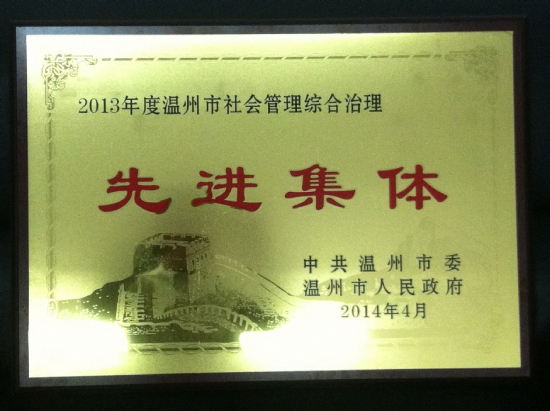 2013年度温州市社会管理综合治理
先进集体
中共温州市委
温州市人民政府
2014年4月